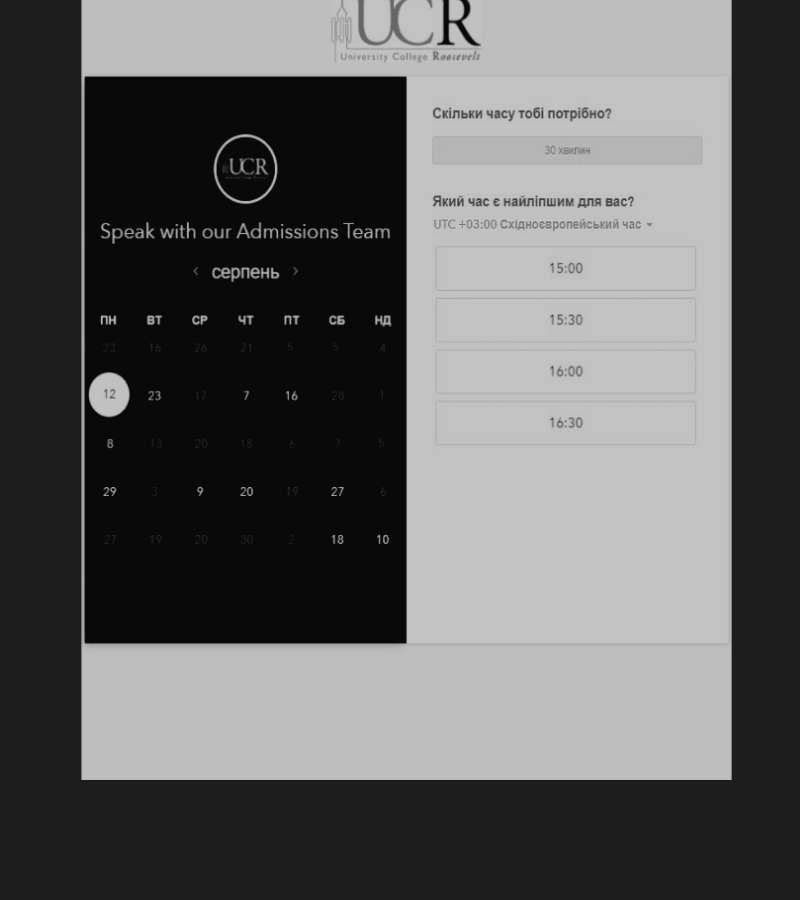 UCR
University College Roosevelt
UCR
Speak with our Admissions Team
‹ серпень ›
ПН ВТ СР ЧТ ПТ СБ НД
23 16 26 21 5 5 4
12 23 17 7 16 28 1
8 13 20 18 6 7 5
29 3 9 20 19 27 6
27 19 20 30 2 18 10
Скільки часу тобі потрібно?
30 хвилин
Який час є найліпшим для вас?
UTC +03:00 Східноєвропейський час
15:00
15:30
16:00
16:30